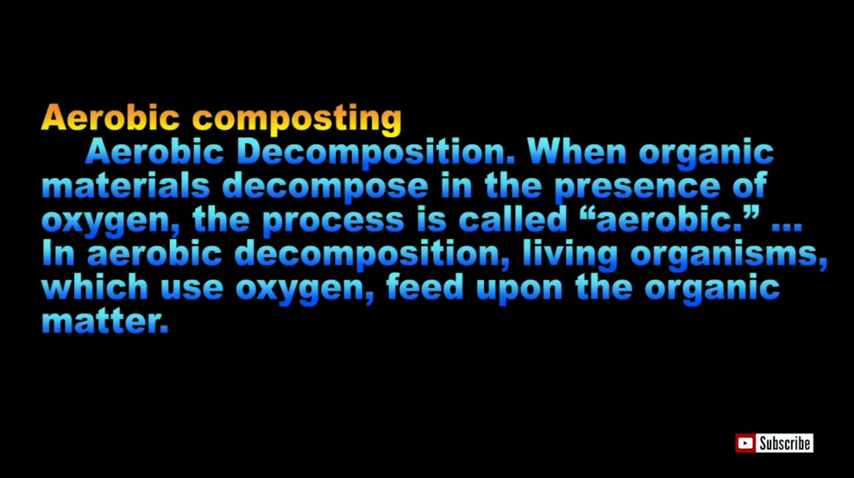 Aerobic composting
Aerobic Decomposition. When organic
materials decompose in the presence of
oxygen, the process is called “aerobic.” ...
In aerobic decomposition, living organisms,
which use oxygen, feed upon the organic
matter.
Subscribe